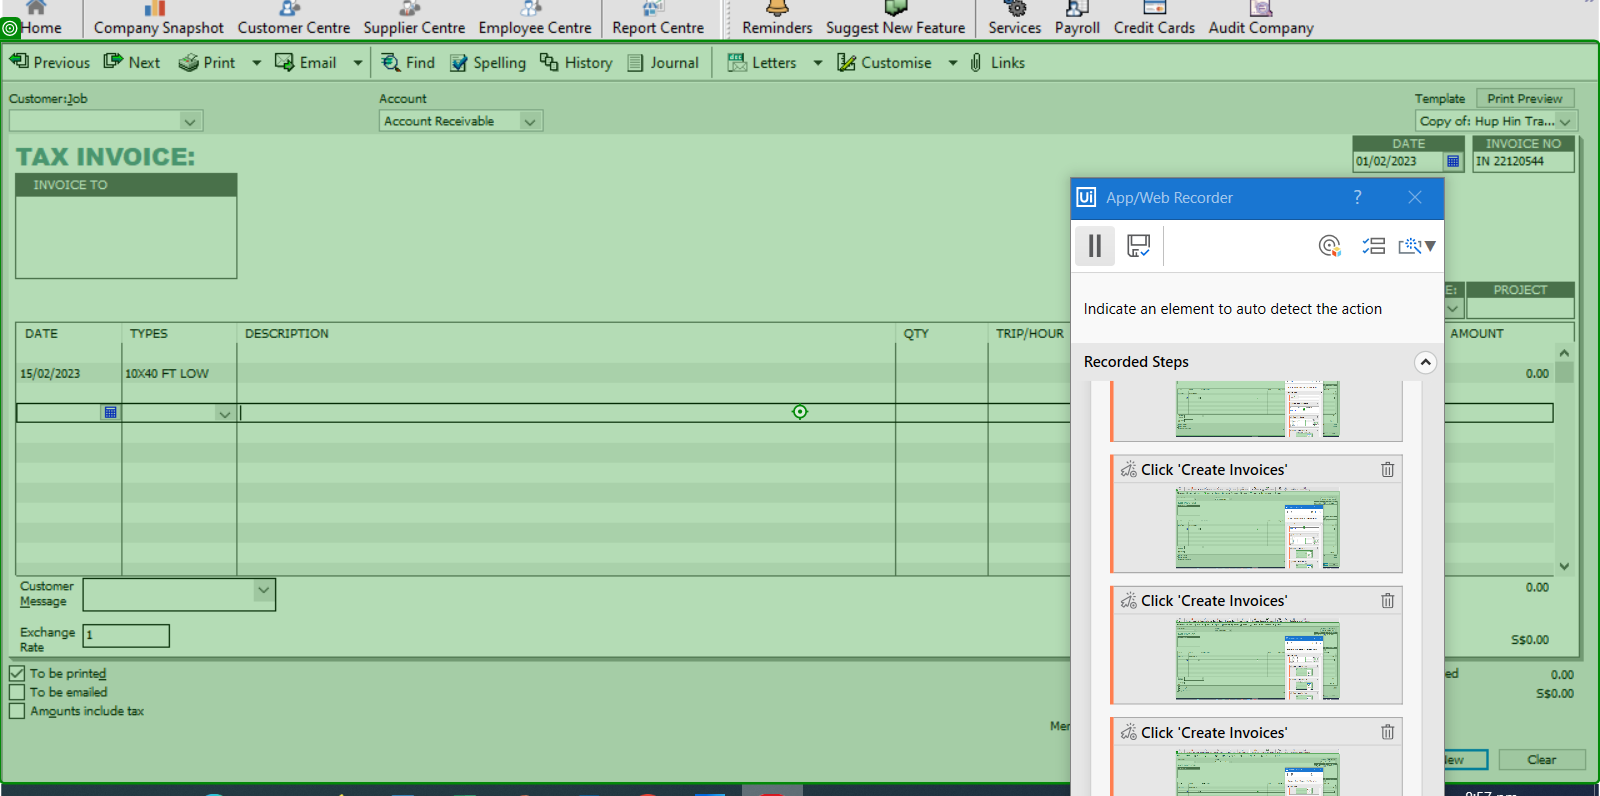 Home Company Snapshot Customer Centre Supplier Centre Employee Centre Report Centre Reminders Suggest New Feature Services Payroll Credit Cards Audit Company
Previous Next Print Email Find Spelling History Journal Letters Customise Links
Customer:Job Account Template Print Preview
Account Receivable Copy of: Hup Hin Tra...
TAX INVOICE:
DATE INVOICE NO
01/02/2023 IN 22120544
INVOICE TO
Ui App/Web Recorder ?
Indicate an element to auto detect the action
E: PROJECT
DATE TYPES DESCRIPTION QTY TRIP/HOUR AMOUNT
Recorded Steps
15/02/2023 10X40 FT LOW 0.00
Click 'Create Invoices'
Customer Message 0.00
Click 'Create Invoices'
Exchange Rate 1 S$0.00
To be printed ed 0.00
To be emailed S$0.00
Amounts include tax
Mer
Click 'Create Invoices'
Clear